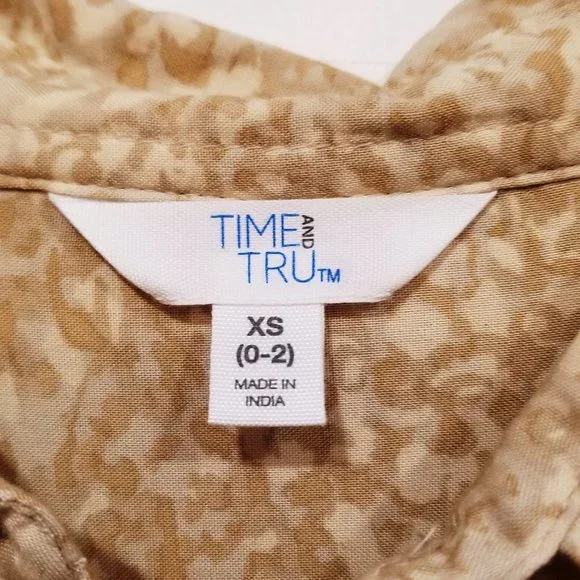 TIME AND
TRU™
XS
(0-2)
MADE IN
INDIA